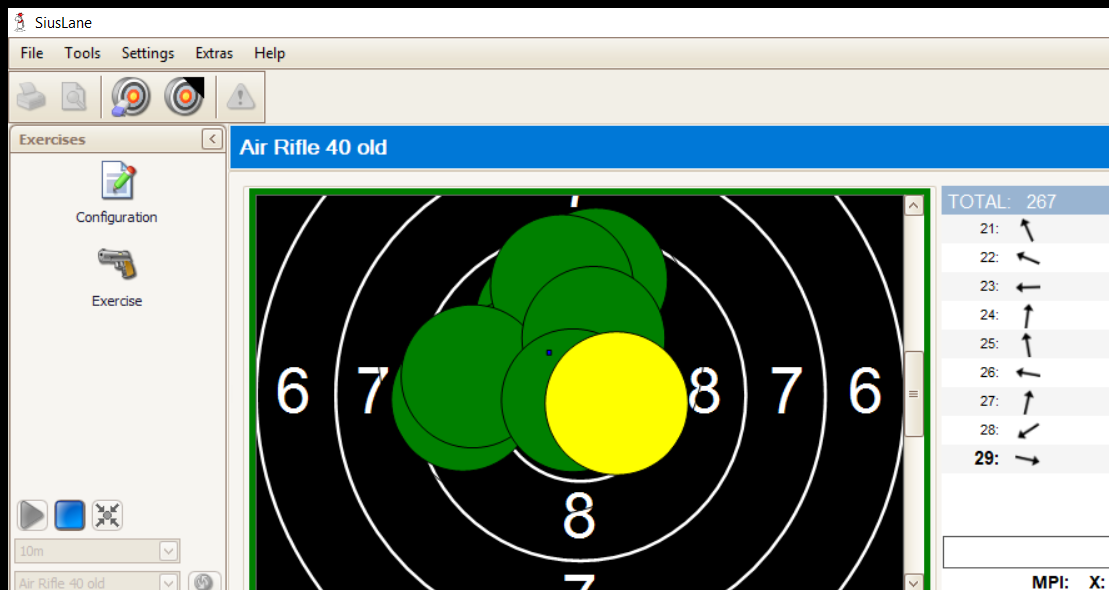 SiusLane
File Tools Settings Extras Help
Exercises
Air Rifle 40 old
Configuration
Exercise
7
6 7 8 7 6
8
7
TOTAL: 267
21:
22:
23:
24:
25:
26:
27:
28:
29:
10m
Air Rifle 40 old
MPI: X: